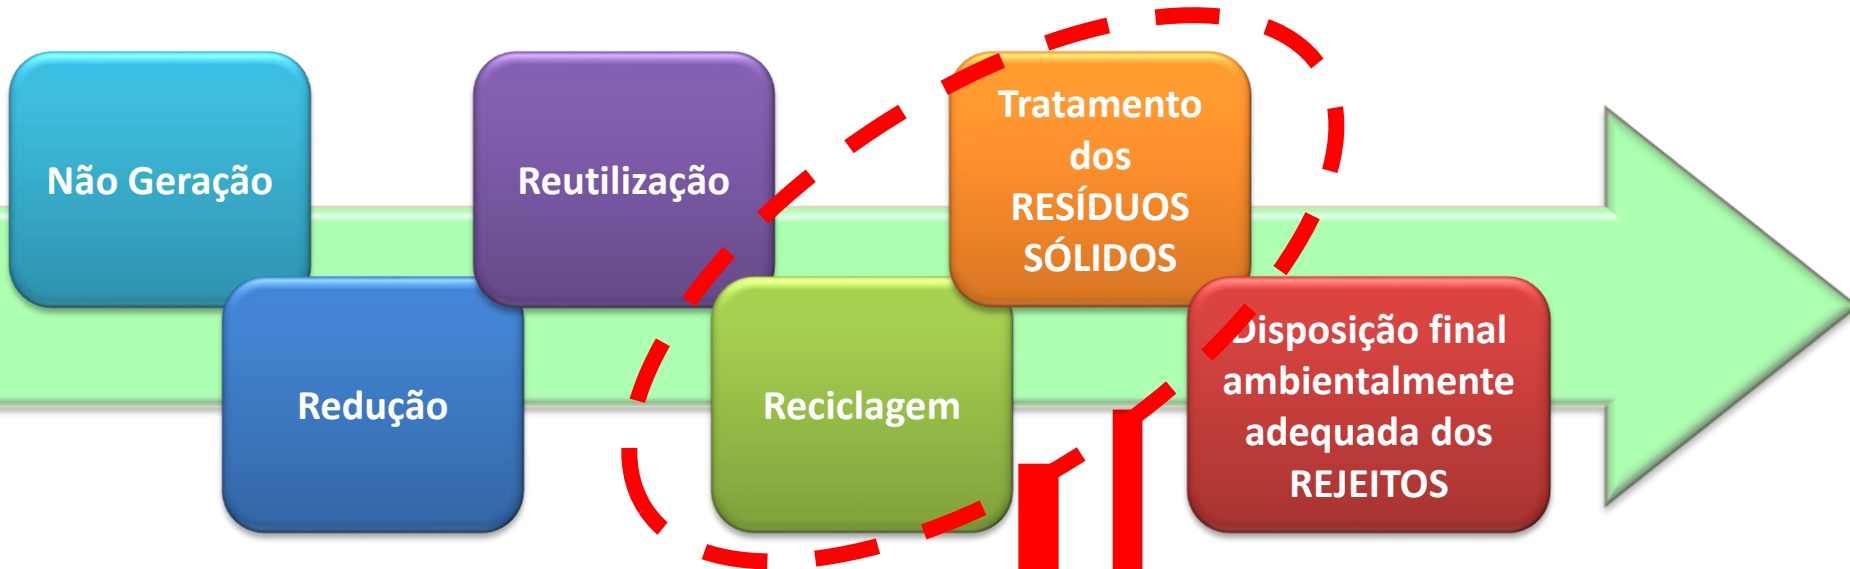 Não Geração
Redução
Reutilização
Reciclagem
Tratamento
dos
RESÍDUOS
SÓLIDOS
Disposição final
ambientalmente
adequada dos
REJEITOS